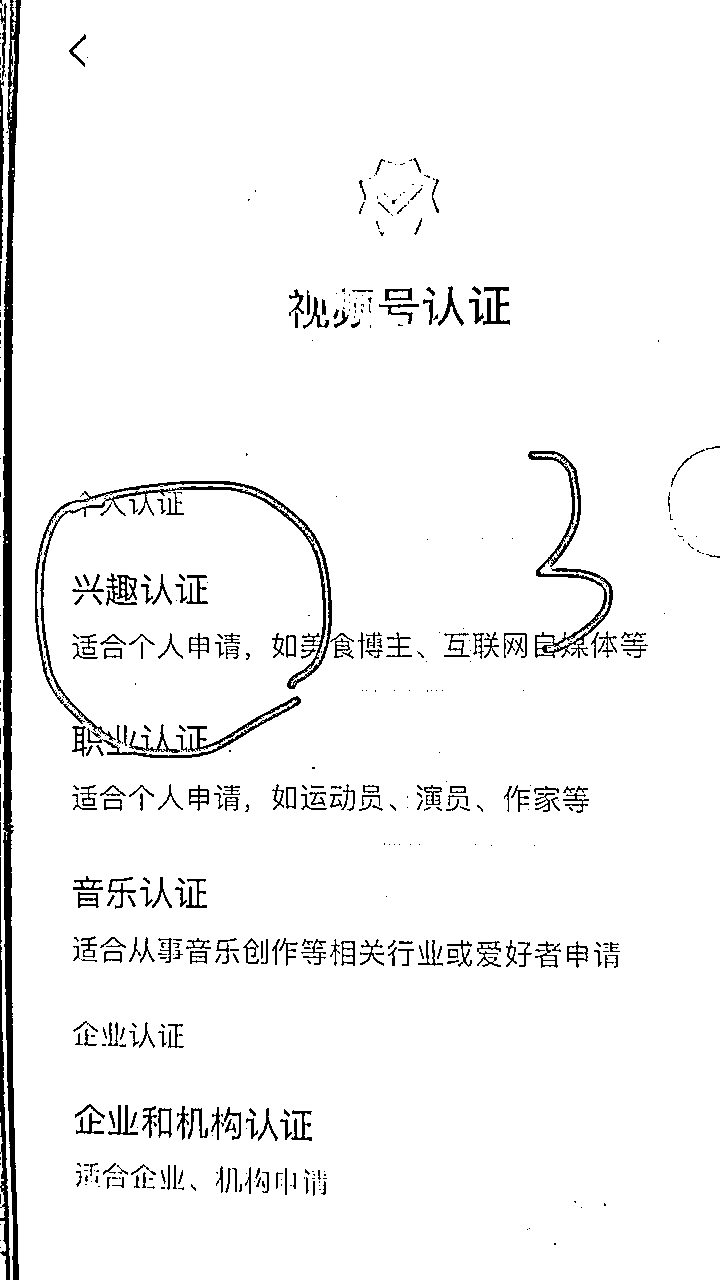 视频号认证
3
个人认证
兴趣认证
适合个人申请，如美食博主、互联网自媒体等
职业认证
适合个人申请，如运动员、演员、作家等
音乐认证
适合从事音乐创作等相关行业或爱好者申请
企业认证
企业和机构认证
适合企业、机构申请